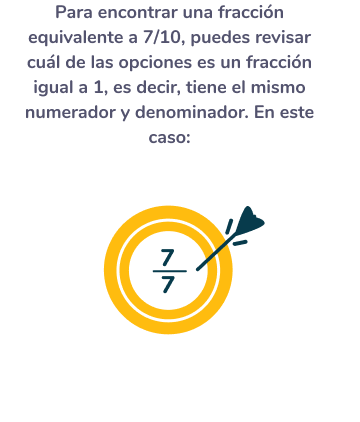 Para encontrar una fracción
equivalente a 7/10, puedes revisar
cuál de las opciones es un fracción
igual a 1, es decir, tiene el mismo
numerador y denominador. En este
caso:
7
7